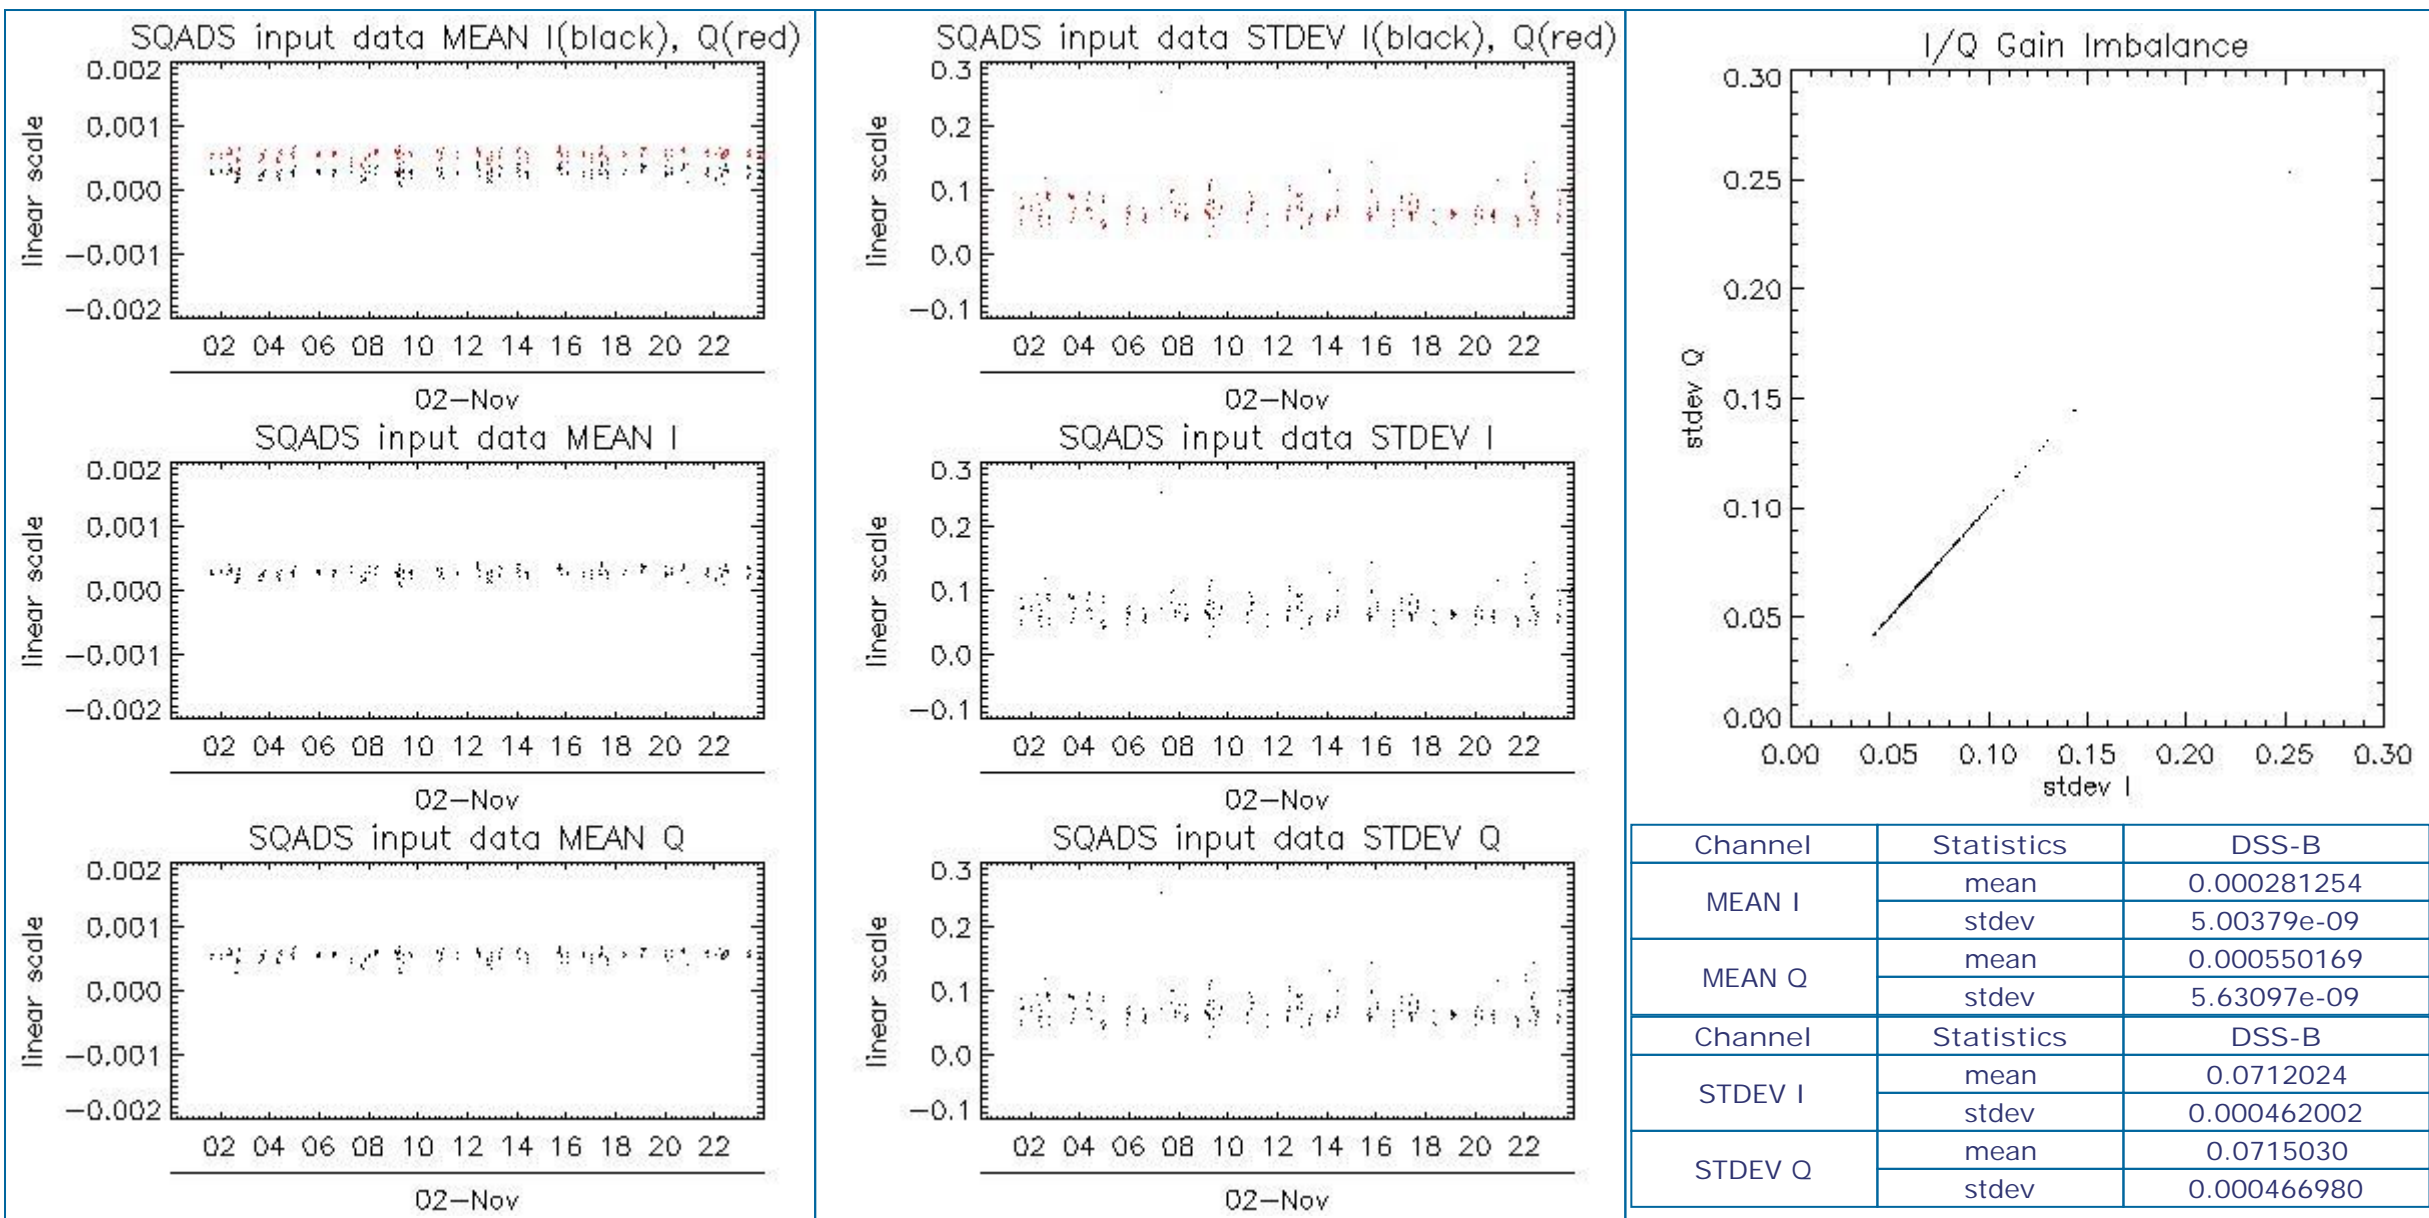 SQADS input data MEAN I(black), Q(red)
0.002
0.001
0.000
-0.001
-0.002
linear scale
02 04 06 08 10 12 14 16 18 20 22
02-Nov
SQADS input data MEAN I
0.002
0.001
0.000
-0.001
-0.002
linear scale
02 04 06 08 10 12 14 16 18 20 22
02-Nov
SQADS input data MEAN Q
0.002
0.001
0.000
-0.001
-0.002
linear scale
02 04 06 08 10 12 14 16 18 20 22
02-Nov
SQADS input data STDEV I(black), Q(red)
0.3
0.2
0.1
0.0
-0.1
linear scale
02 04 06 08 10 12 14 16 18 20 22
02-Nov
SQADS input data STDEV I
0.3
0.2
0.1
0.0
-0.1
linear scale
02 04 06 08 10 12 14 16 18 20 22
02-Nov
SQADS input data STDEV Q
0.3
0.2
0.1
0.0
-0.1
linear scale
02 04 06 08 10 12 14 16 18 20 22
02-Nov
I/Q Gain Imbalance
0.30
0.25
0.20
0.15
0.10
0.05
0.00
stdev Q
0.00 0.05 0.10 0.15 0.20 0.25 0.30
stdev I
Channel Statistics DSS-B
MEAN I mean 0.000281254
stdev 5.00379e-09
MEAN Q mean 0.000550169
stdev 5.63097e-09
Channel Statistics DSS-B
STDEV I mean 0.0712024
stdev 0.000462002
STDEV Q mean 0.0715030
stdev 0.000466980